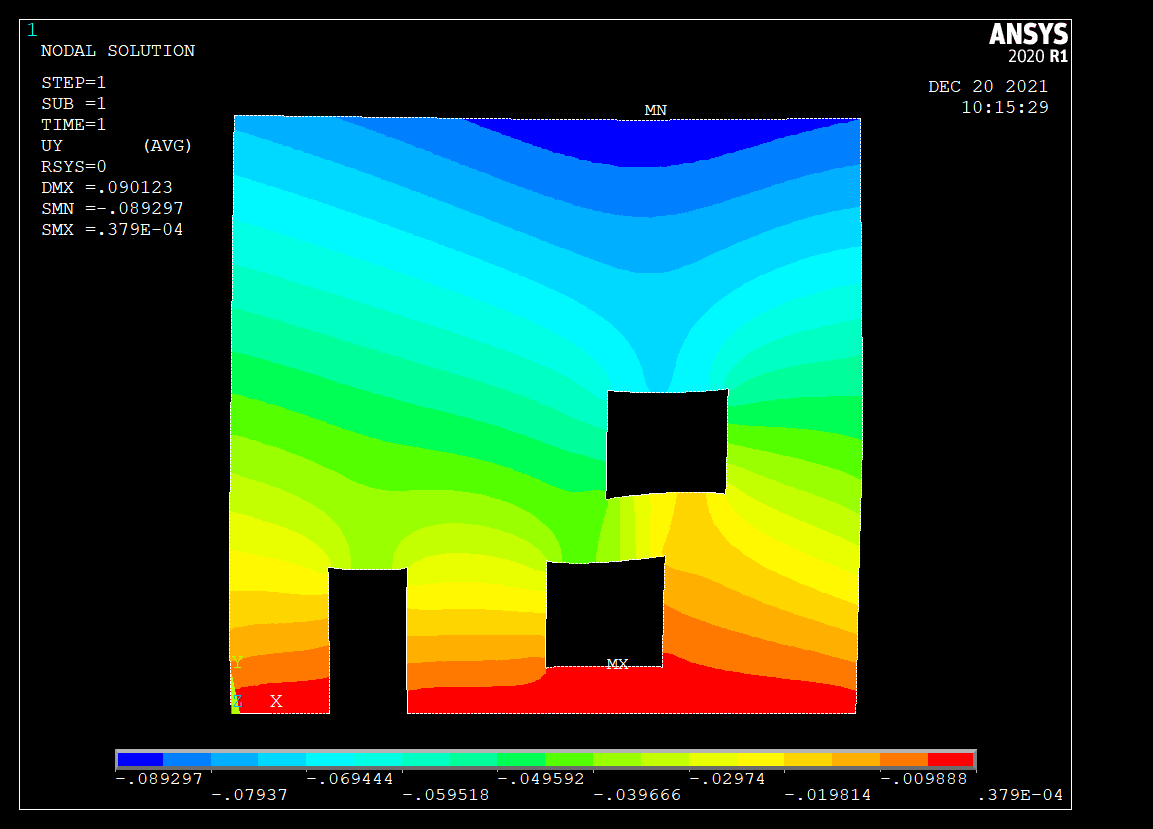 1
ANSYS
2020 R1
NODAL SOLUTION
DEC 20 2021
10:15:29
STEP=1
SUB =1
TIME=1
UY (AVG)
RSYS=0
DMX =.090123
SMN =-.089297
SMX =.379E-04
MN
MX
Y
Z X
-.089297 -.069444 -.049592 -.02974 -.009888
-.07937 -.059518 -.039666 -.019814 .379E-04